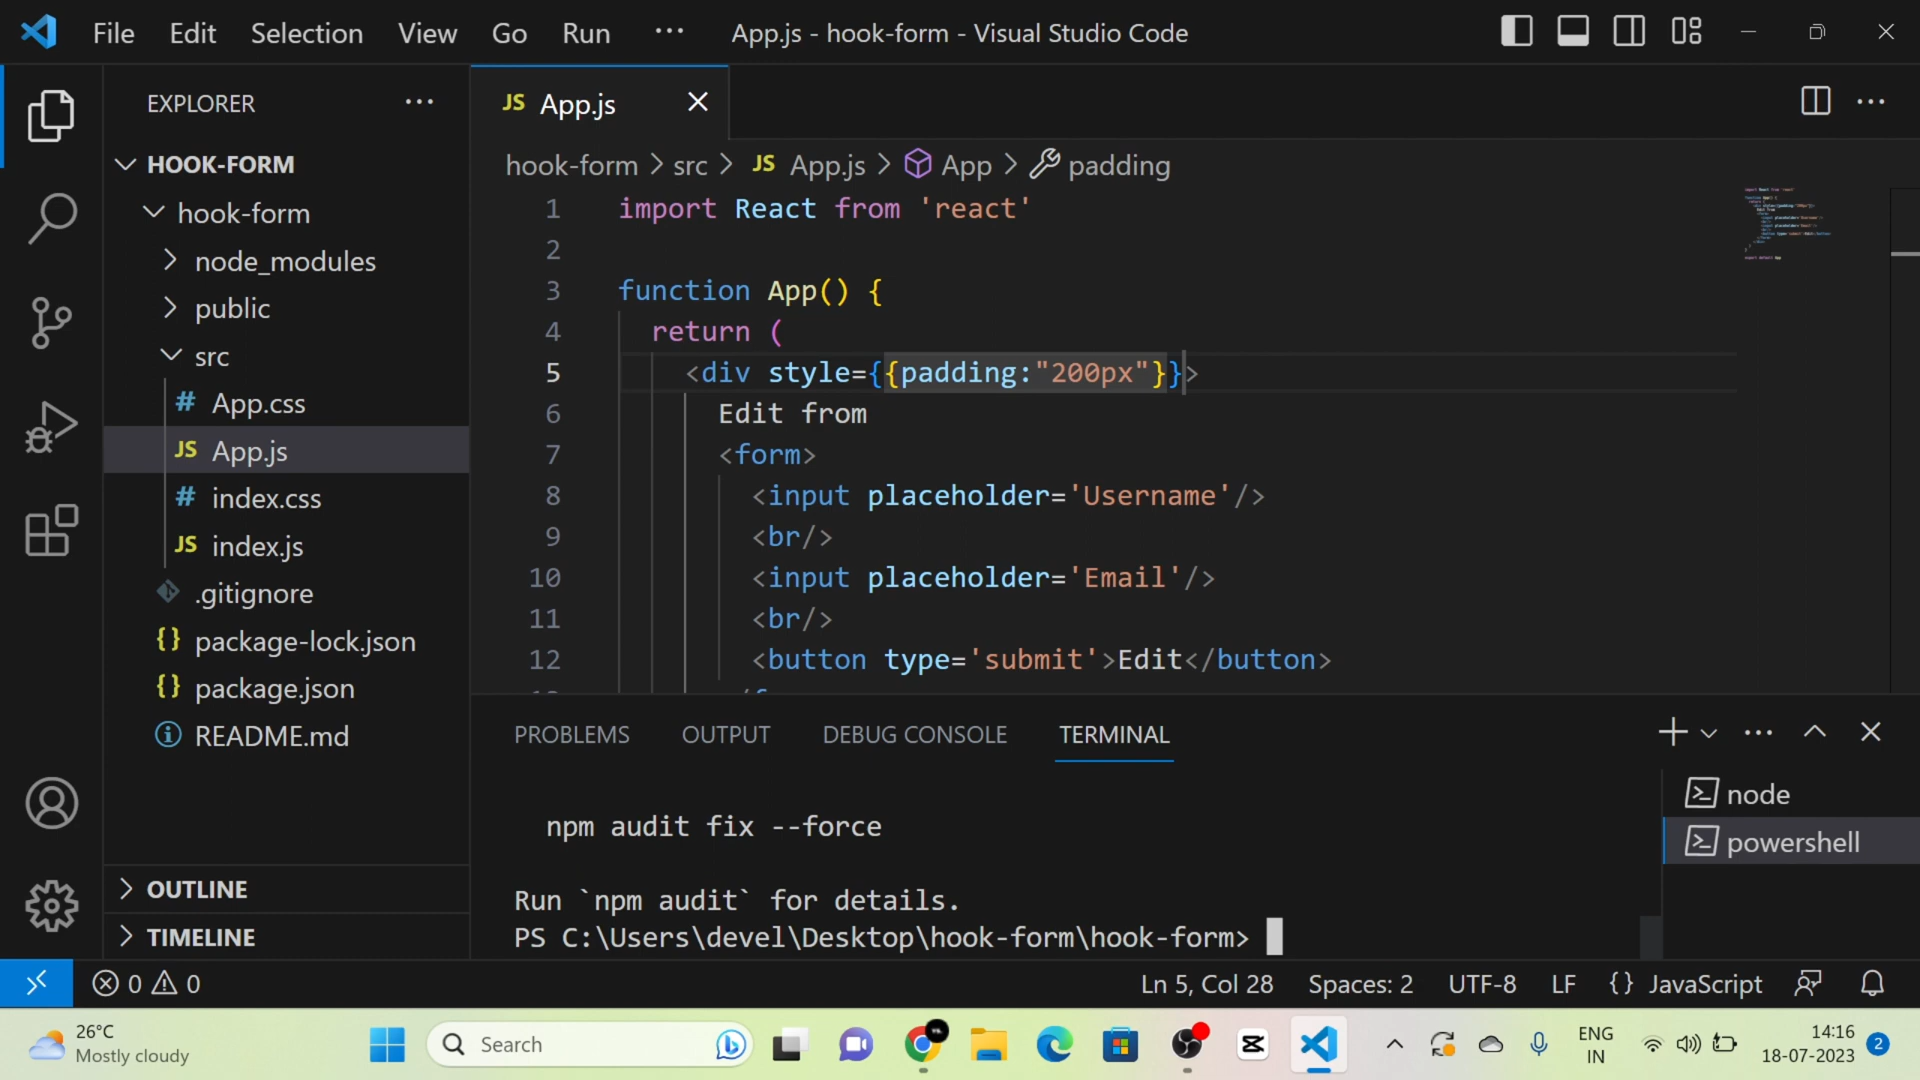 File Edit Selection View Go Run ··· App.js - hook-form - Visual Studio Code
EXPLORER ···
HOOK-FORM
hook-form
node_modules
public
src
# App.css
JS App.js
# index.css
JS index.js
.gitignore
{} package-lock.json
{} package.json
README.md
OUTLINE
TIMELINE
JS App.js
hook-form > src > JS App.js > App > padding
1 import React from 'react'
2
3 function App() {
4 return (
5 <div style={{padding:"200px"}}>
6 Edit from
7 <form>
8 <input placeholder='Username'/>
9 <br/>
10 <input placeholder='Email'/>
11 <br/>
12 <button type='submit'>Edit</button>
PROBLEMS OUTPUT DEBUG CONSOLE TERMINAL
npm audit fix --force
Run `npm audit` for details.
PS C:\Users\devel\Desktop\hook-form\hook-form>
node
powershell
0 0 Ln 5, Col 28 Spaces: 2 UTF-8 LF {} JavaScript
26°C
Mostly cloudy
Search
ENG
IN
14:16
18-07-2023
2